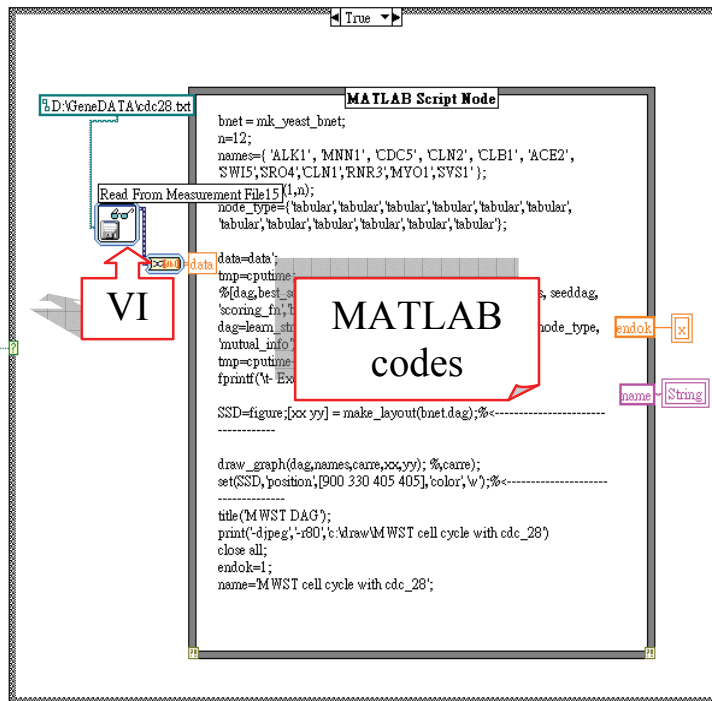 True
D:\GeneDATA\cdc28.txt
MATLAB Script Node
bnet = mk_yeast_bnet;
n=12;
names={ 'ALK1', 'MNN1', 'CDC5', 'CLN2', 'CLB1', 'ACE2',
'SWI5','SRO4','CLN1','RNR3','MYO1','SVS1' };
Read From Measurement File15
(1,n);
node_type={'tabular','tabular','tabular','tabular','tabular','tabular',
'tabular','tabular','tabular','tabular','tabular','tabular'};
data
data=data';
tmp=cputime;
%[dag,best_s , seeddag,
VI
MATLAB
codes
'scoring_fn','b
dag=learn_str node_type,
'mutual_info'
tmp=cputime-
fprintf('\t- Exe
endok
x
name
String
SSD=figure;[xx yy] = make_layout(bnet.dag);%<------------------------
------------
draw_graph(dag,names,carre,xx,yy); %,carre);
set(SSD,'position',[900 330 405 405],'color','w');%<----------------------
--------------
title('MWST DAG');
print('-djpeg','-r80','c:\draw\MWST cell cycle with cdc_28')
close all;
endok=1;
name='MWST cell cycle with cdc_28';